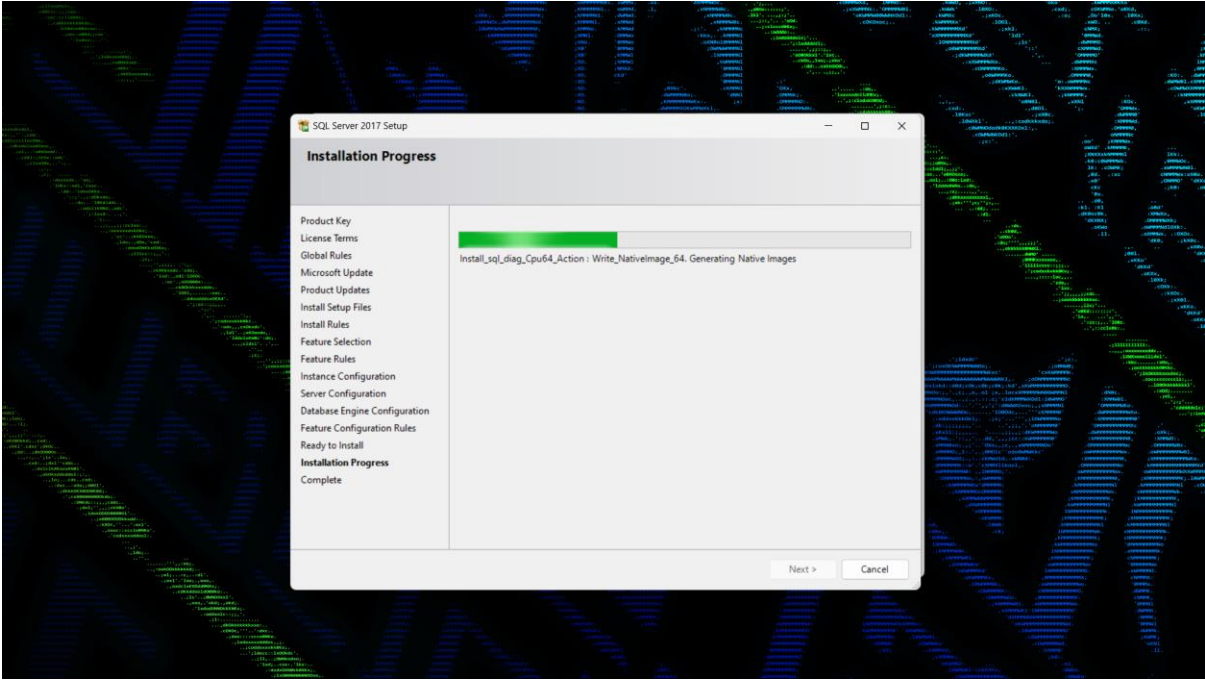 SQL Server 2017 Setup
Installation Progress
Product Key
License Terms
Global Rules
Microsoft Update
Product Updates
Install Setup Files
Install Rules
Feature Selection
Feature Rules
Instance Configuration
Server Configuration
Database Engine Configuration
Feature Configuration Rules
Ready to Install
Installation Progress
Complete
Install_sql_diag_Cpu64_Action : Write_NativeImage_64. Generating Native Images
Next >
Cancel